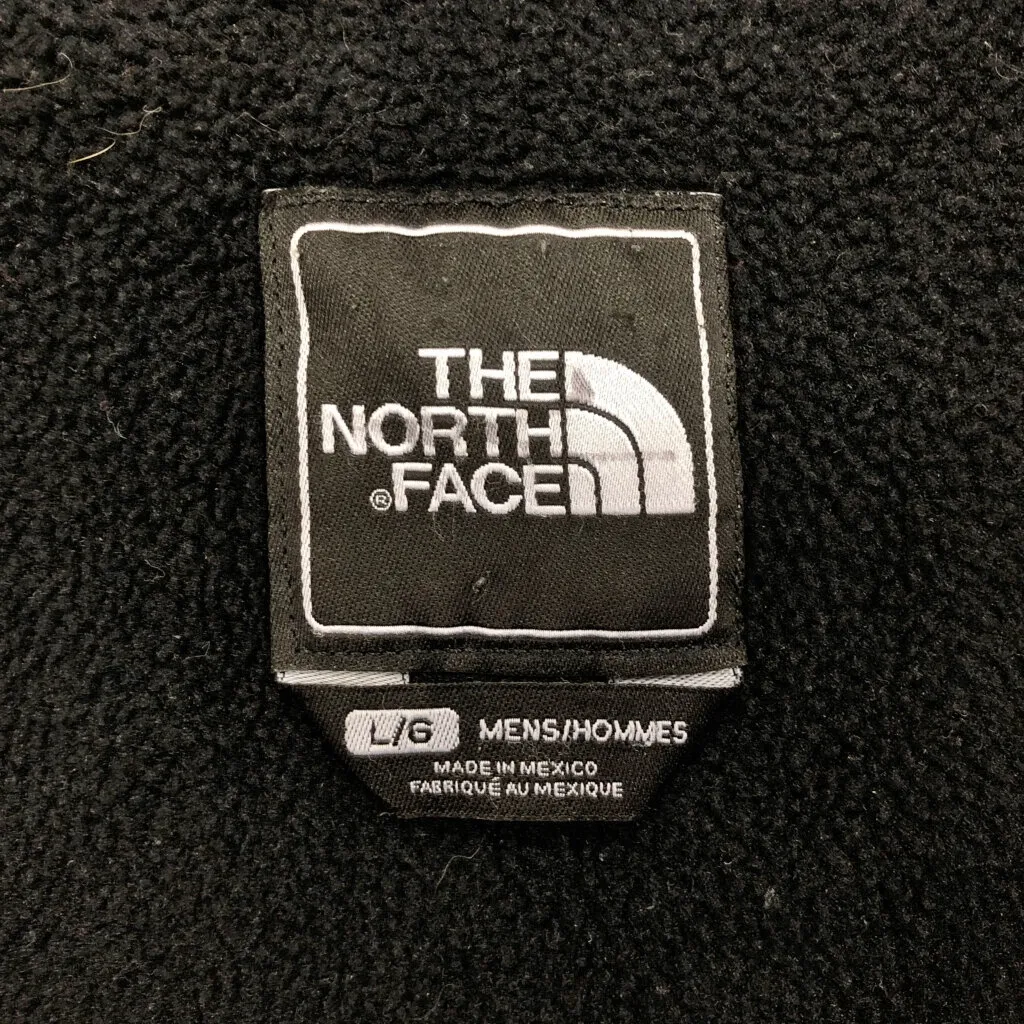 THE
NORTH
®FACE
L/G MENS/HOMMES
MADE IN MEXICO
FABRIQUÉ AU MEXIQUE